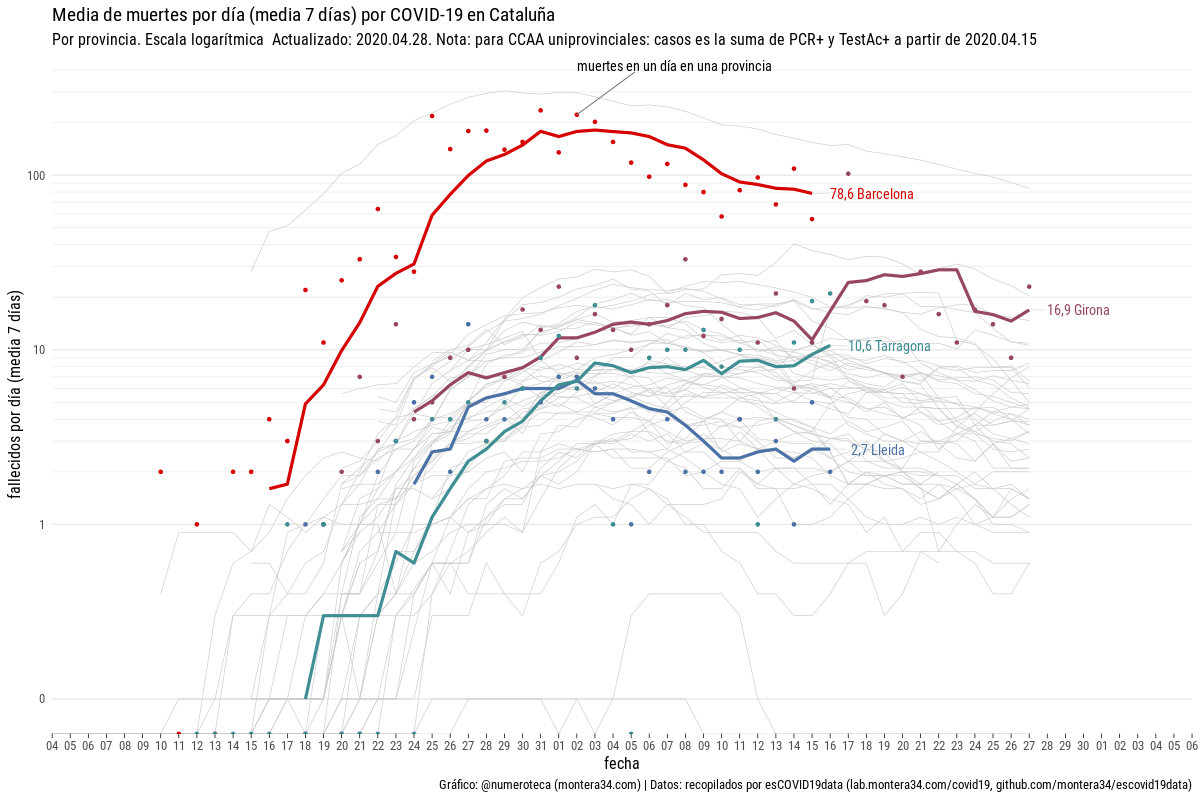 Media de muertes por día (media 7 días) por COVID-19 en Cataluña
Por provincia. Escala logarítmica  Actualizado: 2020.04.28. Nota: para CCAA uniprovinciales: casos es la suma de PCR+ y TestAc+ a partir de 2020.04.15
muertes en un día en una provincia
fallecidos por día (media  7 días)
100
10
1
0
78,6 Barcelona
16,9 Girona
10,6 Tarragona
2,7 Lleida
04 05 06 07 08 09 10 11 12 13 14 15 16 17 18 19 20 21 22 23 24 25 26 27 28 29 30 31 01 02 03 04 05 06 07 08 09 10 11 12 13 14 15 16 17 18 19 20 21 22 23 24 25 26 27 28 29 30 01 02 03 04 05 06
fecha
Gráfico: @numeroteca (montera34.com) | Datos: recopilados por esCOVID19data (lab.montera34.com/covid19, github.com/montera34/escovid19data)